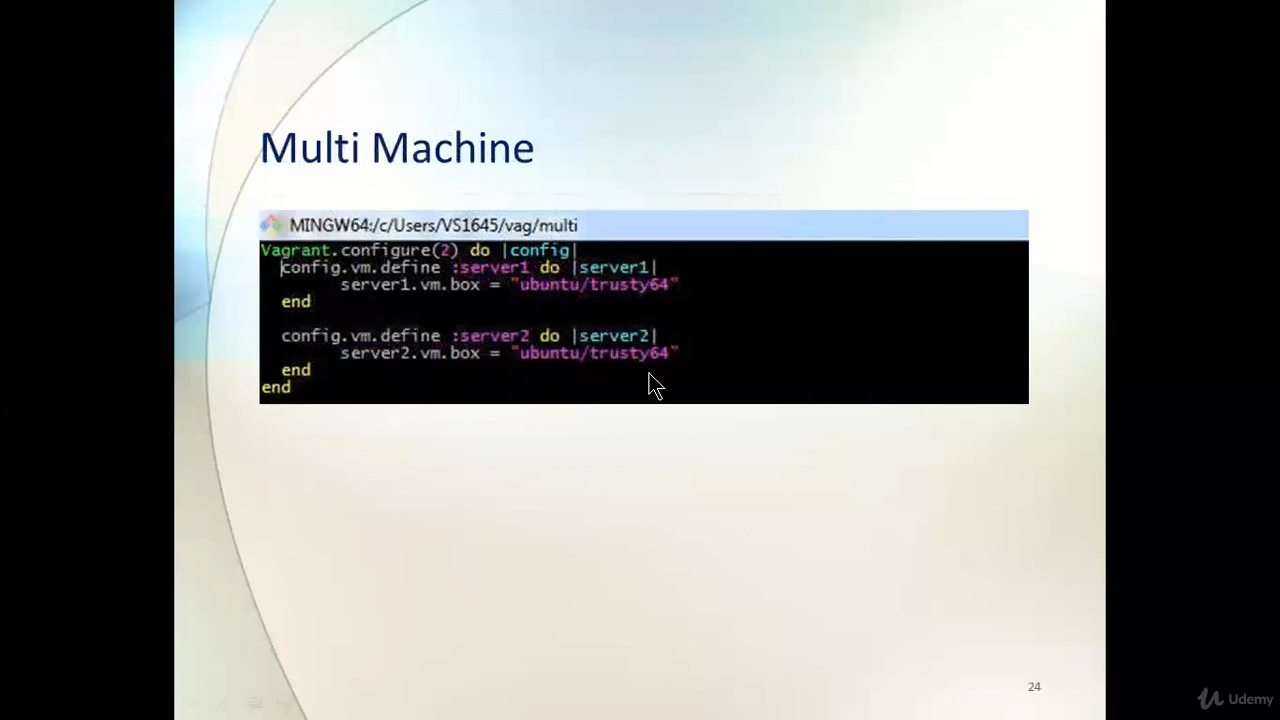 Multi Machine
MINGW64:/c/Users/VS1645/vag/multi
Vagrant.configure(2) do |config|
  config.vm.define :server1 do |server1|
        server1.vm.box = "ubuntu/trusty64"
  end

  config.vm.define :server2 do |server2|
        server2.vm.box = "ubuntu/trusty64"
  end
end
24
Udemy